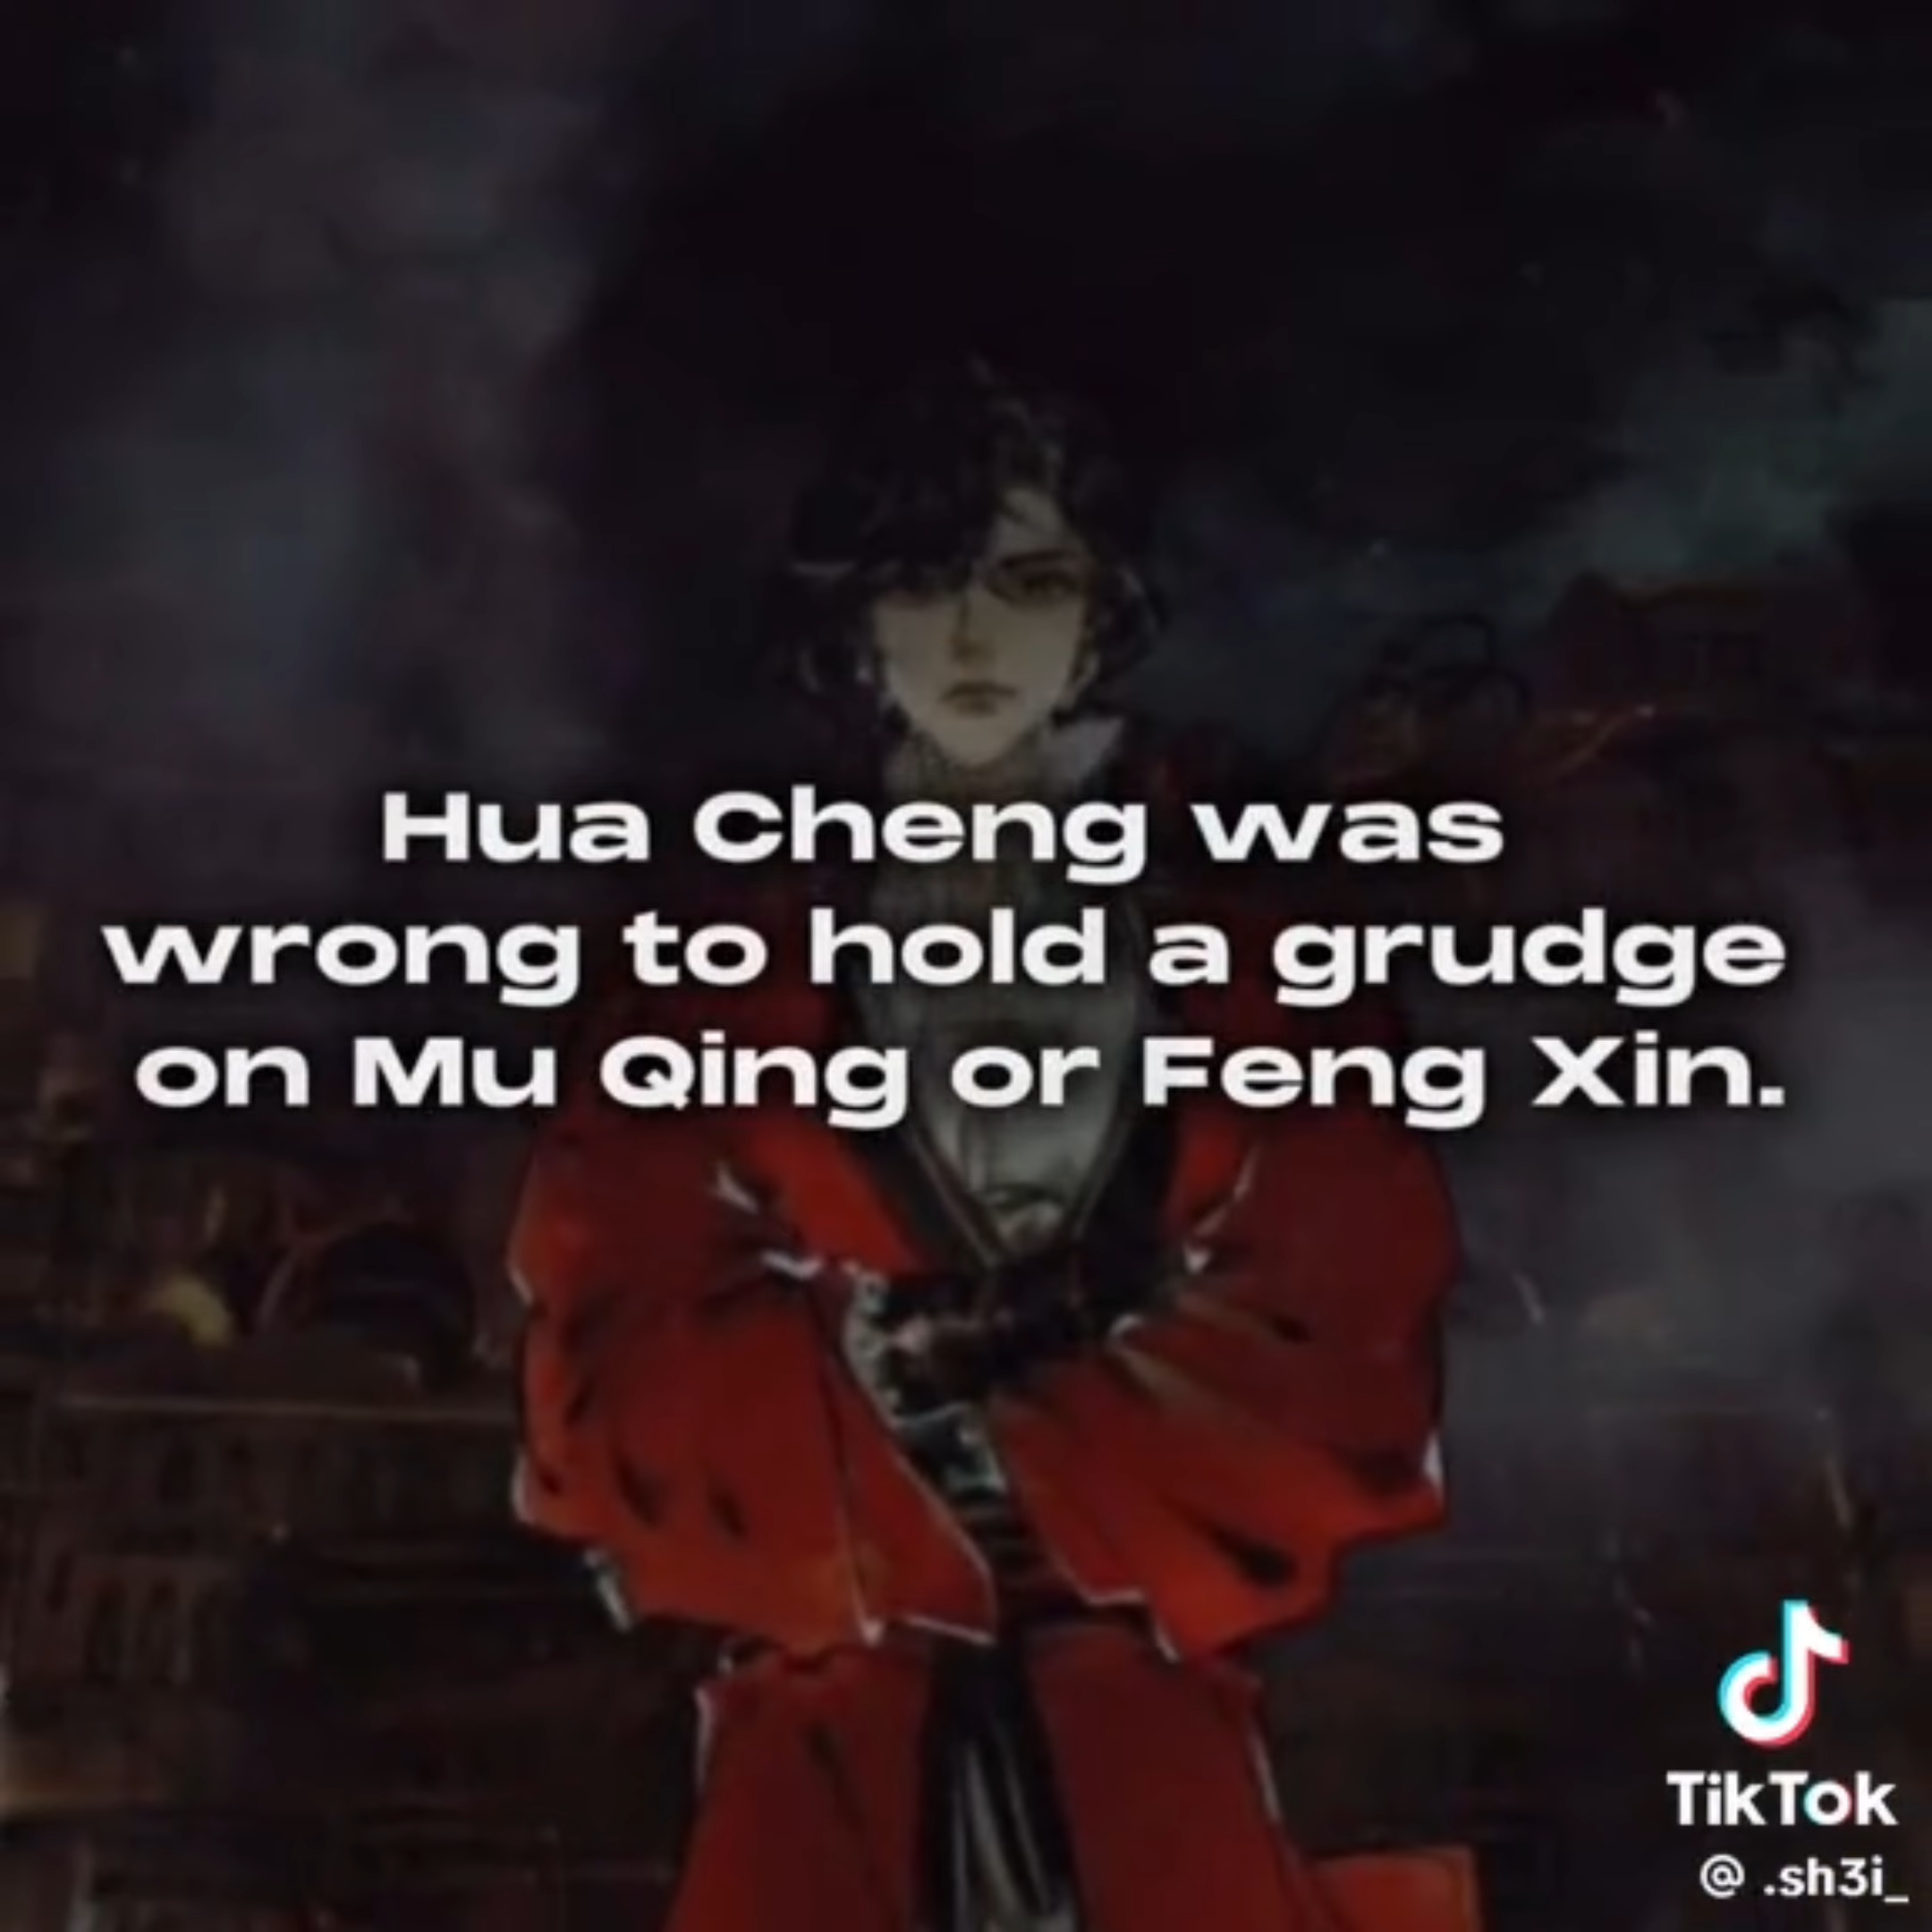 Hua Cheng was
wrong to hold a grudge
on Mu Qing or Feng Xin.
TikTok
@ .sh3i_